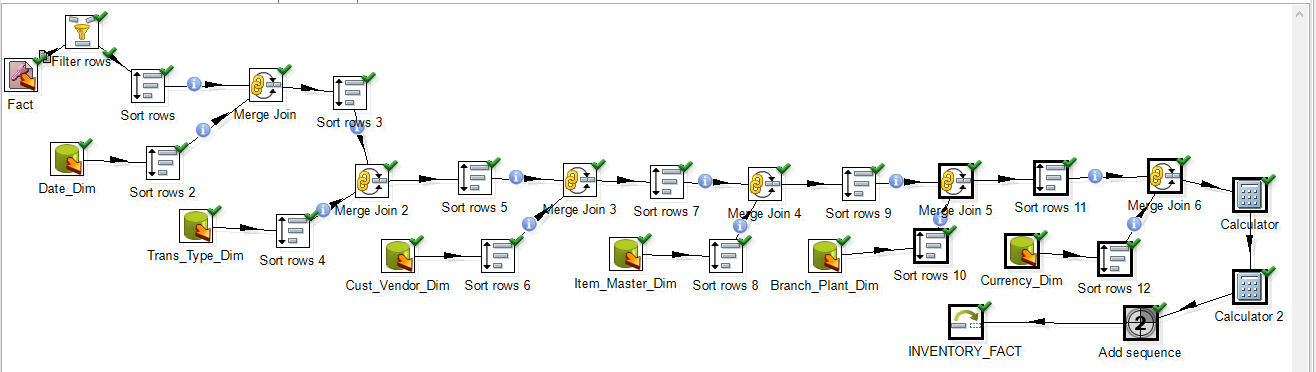 Filter rows
Fact
Sort rows
Merge Join
Sort rows 3
Date_Dim
Sort rows 2
Merge Join 2
Sort rows 5
Merge Join 3
Sort rows 7
Merge Join 4
Sort rows 9
Merge Join 5
Sort rows 11
Merge Join 6
Calculator
Trans_Type_Dim
Sort rows 4
Cust_Vendor_Dim
Sort rows 6
Item_Master_Dim
Sort rows 8
Branch_Plant_Dim
Sort rows 10
Currency_Dim
Sort rows 12
Calculator 2
INVENTORY_FACT
2
Add sequence